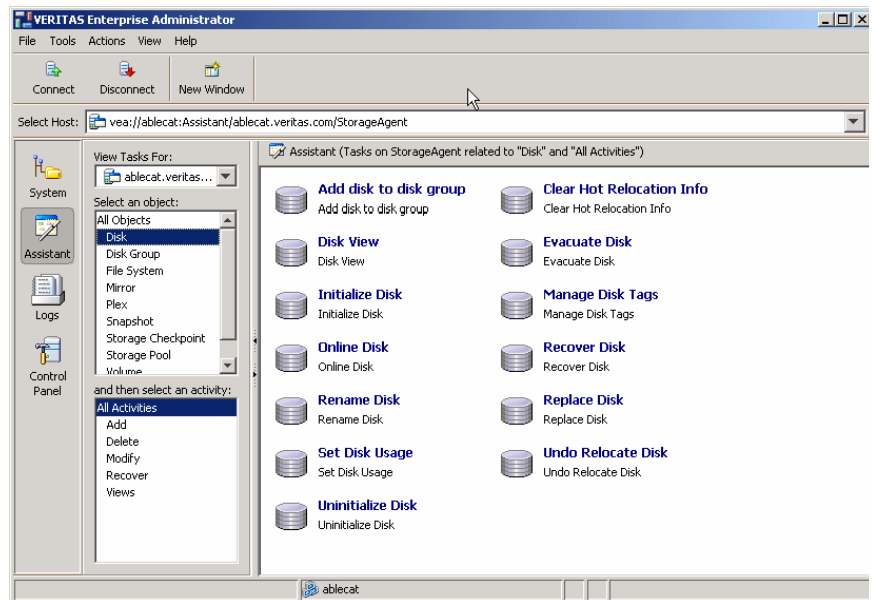 VERITAS Enterprise Administrator
File Tools Actions View Help
Connect Disconnect New Window
Select Host: vea://ablecat:Assistant/ablecat.veritas.com/StorageAgent
System
Assistant
Logs
Control
Panel
View Tasks For:
ablecat.veritas...
Select an object:
All Objects
Disk
Disk Group
File System
Mirror
Plex
Snapshot
Storage Checkpoint
Storage Pool
Volume
and then select an activity:
All Activities
Add
Delete
Modify
Recover
Views
Assistant (Tasks on StorageAgent related to "Disk" and "All Activities")
Add disk to disk group
Add disk to disk group
Clear Hot Relocation Info
Clear Hot Relocation Info
Disk View
Disk View
Evacuate Disk
Evacuate Disk
Initialize Disk
Initialize Disk
Manage Disk Tags
Manage Disk Tags
Online Disk
Online Disk
Recover Disk
Recover Disk
Rename Disk
Rename Disk
Replace Disk
Replace Disk
Set Disk Usage
Set Disk Usage
Undo Relocate Disk
Undo Relocate Disk
Uninitialize Disk
Uninitialize Disk
ablecat